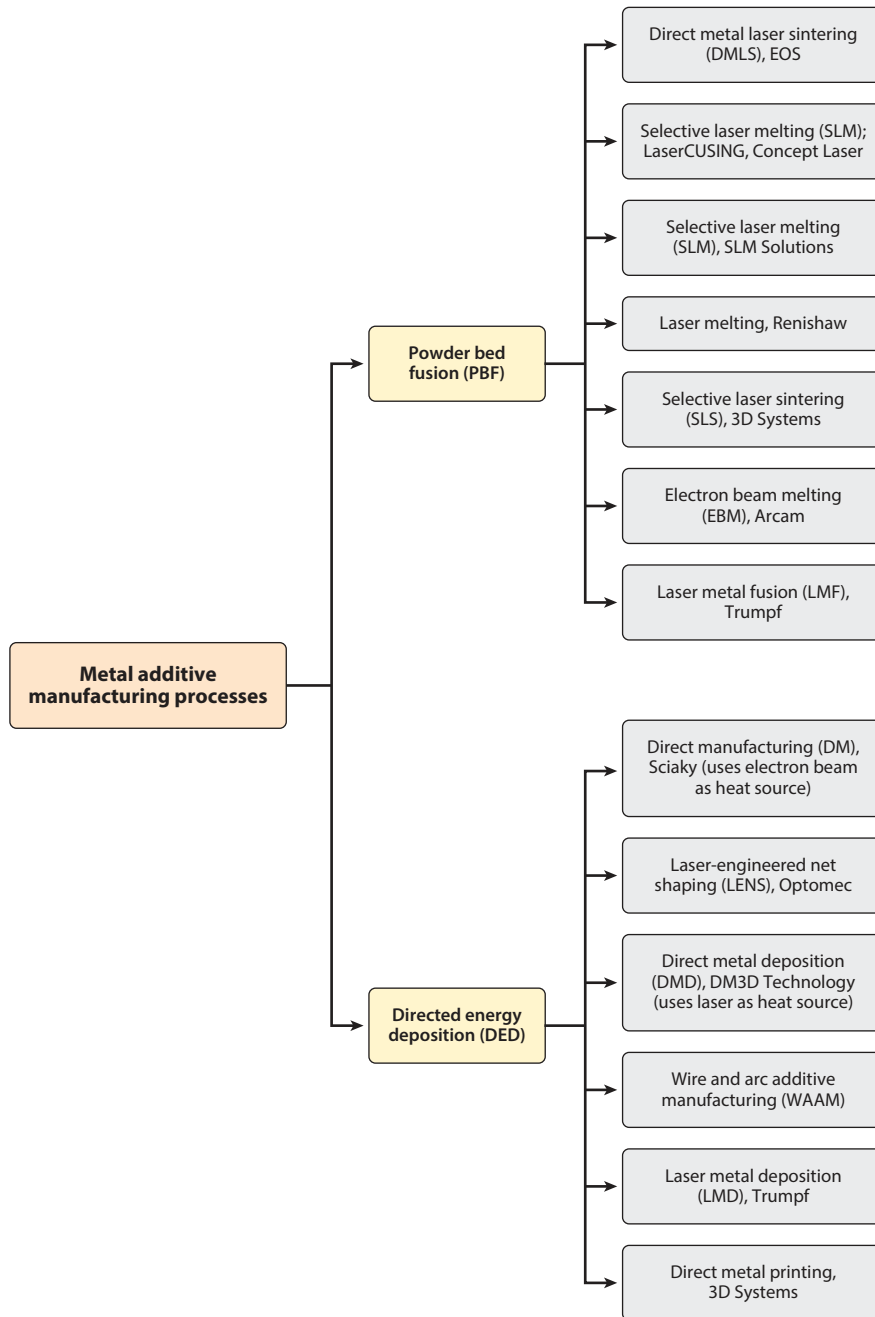 Direct metal laser sintering
(DMLS), EOS
Selective laser melting (SLM);
LaserCUSING, Concept Laser
Selective laser melting
(SLM), SLM Solutions
Laser melting, Renishaw
Powder bed
fusion (PBF)
Selective laser sintering
(SLS), 3D Systems
Electron beam melting
(EBM), Arcam
Laser metal fusion (LMF),
Trumpf
Metal additive
manufacturing processes
Direct manufacturing (DM),
Sciaky (uses electron beam
as heat source)
Laser-engineered net
shaping (LENS), Optomec
Direct metal deposition
(DMD), DM3D Technology
(uses laser as heat source)
Directed energy
deposition (DED)
Wire and arc additive
manufacturing (WAAM)
Laser metal deposition
(LMD), Trumpf
Direct metal printing,
3D Systems